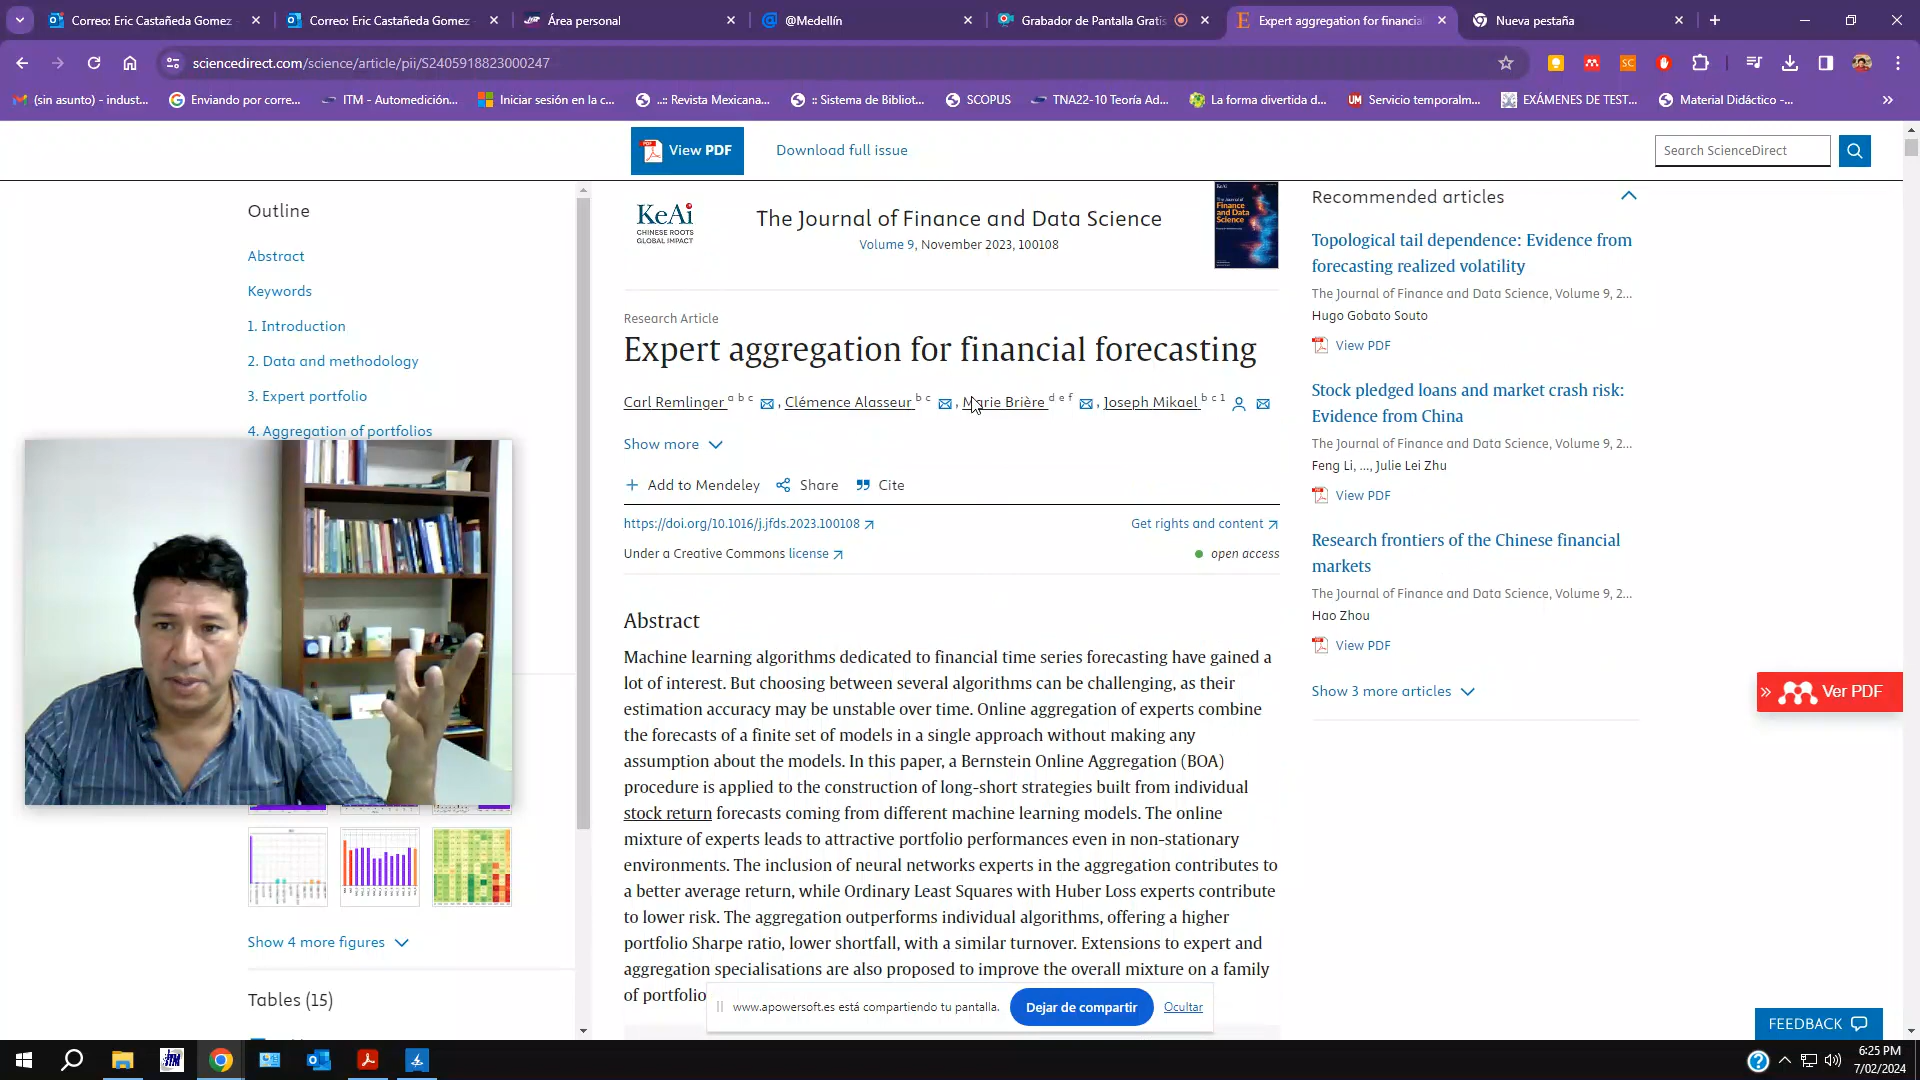 Correo: Eric Castañeda Gomez
Correo: Eric Castañeda Gomez
Área personal
@Medellín
Grabador de Pantalla Gratis
Expert aggregation for financia
Nueva pestaña
sciencedirect.com/science/article/pii/S2405918823000247
(sin asunto) - indust...
Enviando por corre...
ITM - Automedición...
Iniciar sesión en la c...
..:: Revista Mexicana...
:: Sistema de Bibliot...
SCOPUS
TNA22-10 Teoría Ad...
La forma divertida d...
Servicio temporalm...
EXÁMENES DE TEST...
Material Didáctico -...
View PDF
Download full issue
Search ScienceDirect
Outline
Abstract
Keywords
1. Introduction
2. Data and methodology
3. Expert portfolio
4. Aggregation of portfolios
Show 4 more figures
Tables (15)
KeAi
CHINESE ROOTS
GLOBAL IMPACT
The Journal of Finance and Data Science
Volume 9, November 2023, 100108
Research Article
Expert aggregation for financial forecasting
Carl Remlinger a b c, Clémence Alasseur b c, Marie Brière d e f, Joseph Mikael b c 1
Show more
Add to Mendeley
Share
Cite
https://doi.org/10.1016/j.jfds.2023.100108
Get rights and content
Under a Creative Commons license
open access
Abstract
Machine learning algorithms dedicated to financial time series forecasting have gained a
lot of interest. But choosing between several algorithms can be challenging, as their
estimation accuracy may be unstable over time. Online aggregation of experts combine
the forecasts of a finite set of models in a single approach without making any
assumption about the models. In this paper, a Bernstein Online Aggregation (BOA)
procedure is applied to the construction of long-short strategies built from individual
stock return forecasts coming from different machine learning models. The online
mixture of experts leads to attractive portfolio performances even in non-stationary
environments. The inclusion of neural networks experts in the aggregation contributes to
a better average return, while Ordinary Least Squares with Huber Loss experts contribute
to lower risk. The aggregation outperforms individual algorithms, offering a higher
portfolio Sharpe ratio, lower shortfall, with a similar turnover. Extensions to expert and
aggregation specialisations are also proposed to improve the overall mixture on a family
of portfolio
Recommended articles
Topological tail dependence: Evidence from
forecasting realized volatility
The Journal of Finance and Data Science, Volume 9, 2...
Hugo Gobato Souto
View PDF
Stock pledged loans and market crash risk:
Evidence from China
The Journal of Finance and Data Science, Volume 9, 2...
Feng Li, ..., Julie Lei Zhu
View PDF
Research frontiers of the Chinese financial
markets
The Journal of Finance and Data Science, Volume 9, 2...
Hao Zhou
View PDF
Show 3 more articles
Ver PDF
www.apowersoft.es está compartiendo tu pantalla.
Dejar de compartir
Ocultar
FEEDBACK
6:25 PM
7/02/2024